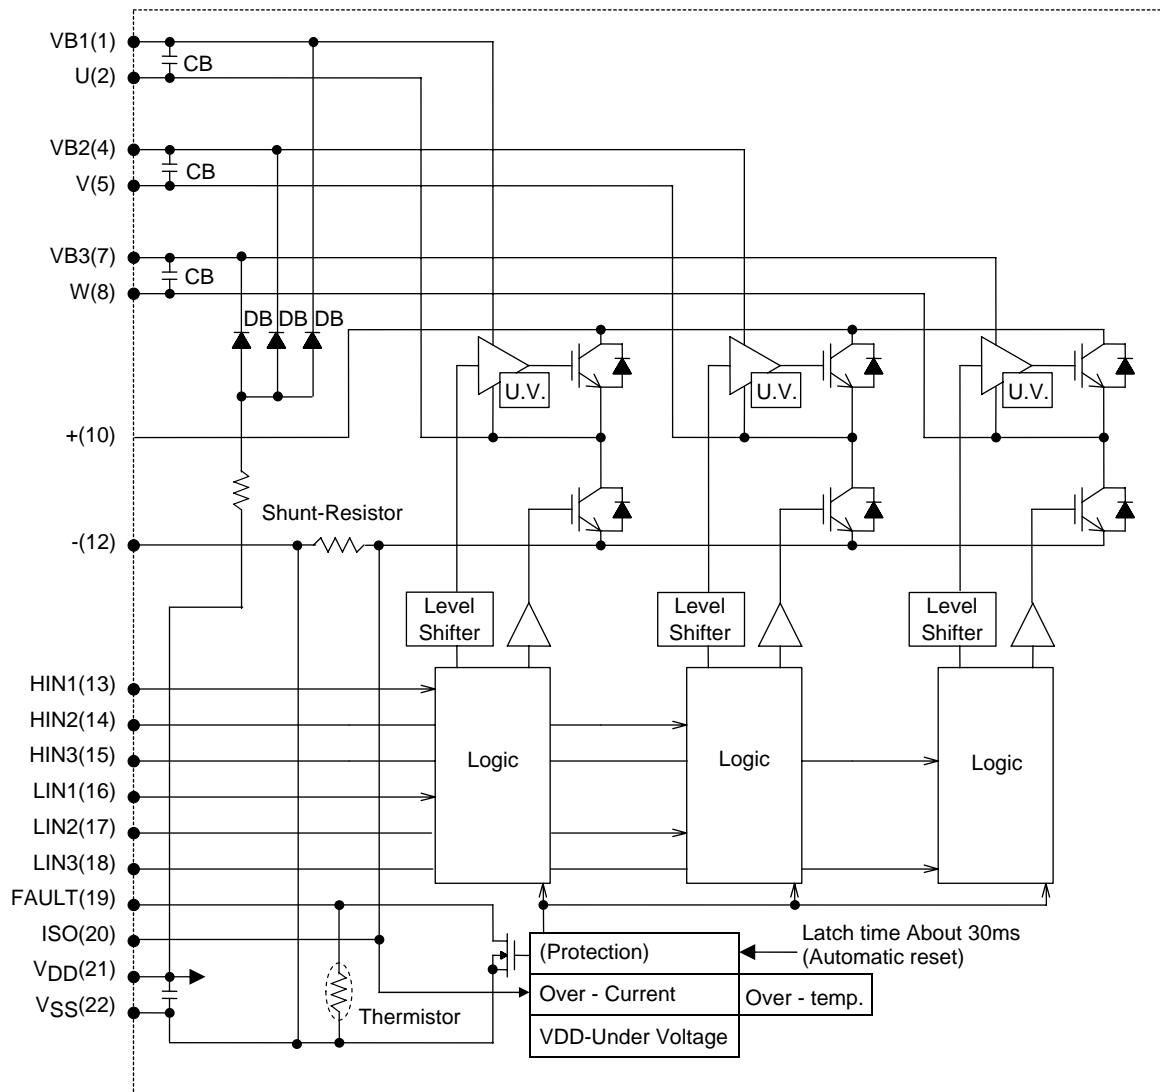 VB1(1)
CB
U(2)
VB2(4)
CB
V(5)
VB3(7)
CB
W(8)
DB DB DB
U.V.
U.V.
U.V.
+(10)
Shunt-Resistor
-(12)
Level
Shifter
Level
Shifter
Level
Shifter
HIN1(13)
HIN2(14)
HIN3(15)
Logic
Logic
Logic
LIN1(16)
LIN2(17)
LIN3(18)
FAULT(19)
ISO(20)
VDD(21)
VSS(22)
Thermistor
(Protection)
Latch time About 30ms
(Automatic reset)
Over - Current
Over - temp.
VDD-Under Voltage